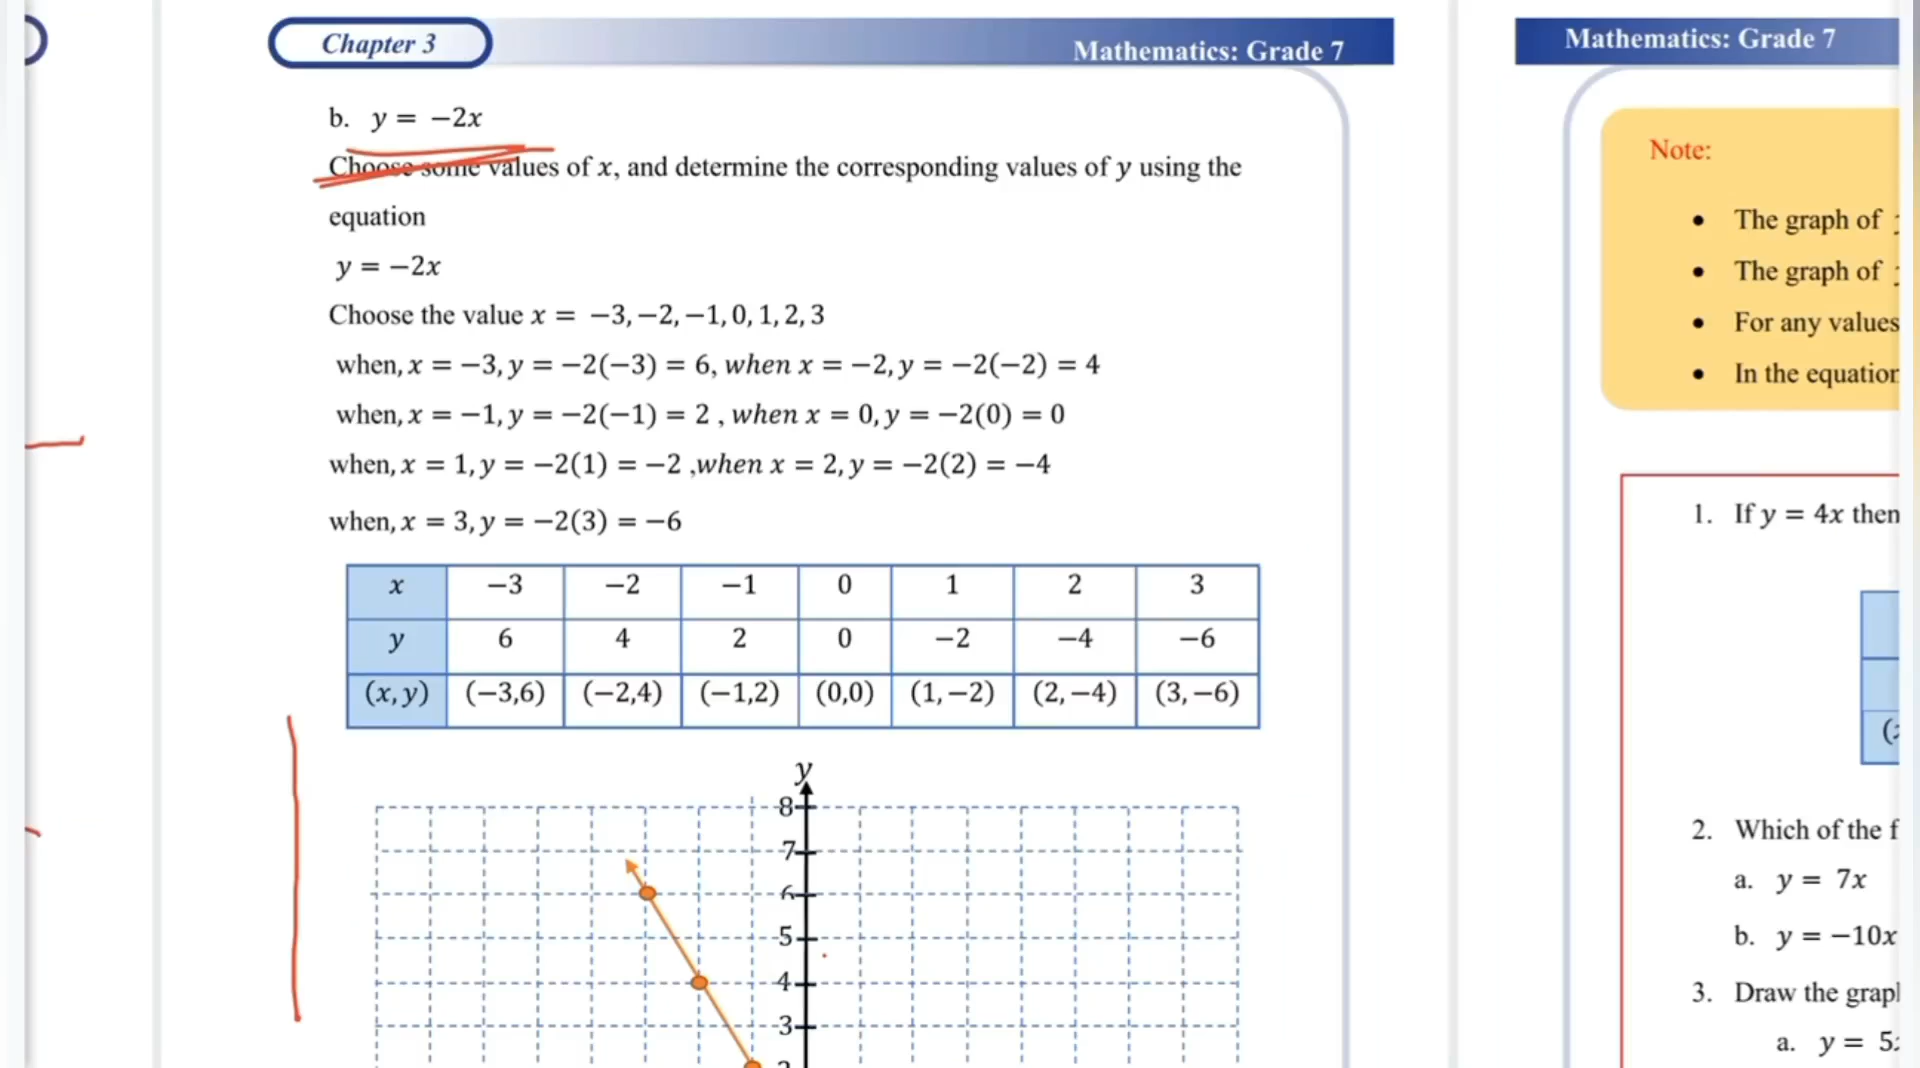 Chapter 3
Mathematics: Grade 7
b. y = −2x
Choose some values of x, and determine the corresponding values of y using the
equation
y = −2x
Choose the value x = −3, −2, −1, 0, 1, 2, 3
when, x = −3, y = −2(−3) = 6, when x = −2, y = −2(−2) = 4
when, x = −1, y = −2(−1) = 2 , when x = 0, y = −2(0) = 0
when, x = 1, y = −2(1) = −2 ,when x = 2, y = −2(2) = −4
when, x = 3, y = −2(3) = −6
x −3 −2 −1 0 1 2 3
y 6 4 2 0 −2 −4 −6
(x, y) (−3,6) (−2,4) (−1,2) (0,0) (1, −2) (2, −4) (3, −6)
y
8
7
6
5
4
3
Mathematics: Grade 7
Note:
• The graph of
• The graph of
• For any values
• In the equation
1. If y = 4x then
2. Which of the
a. y = 7x
b. y = −10x
3. Draw the
a. y = 5